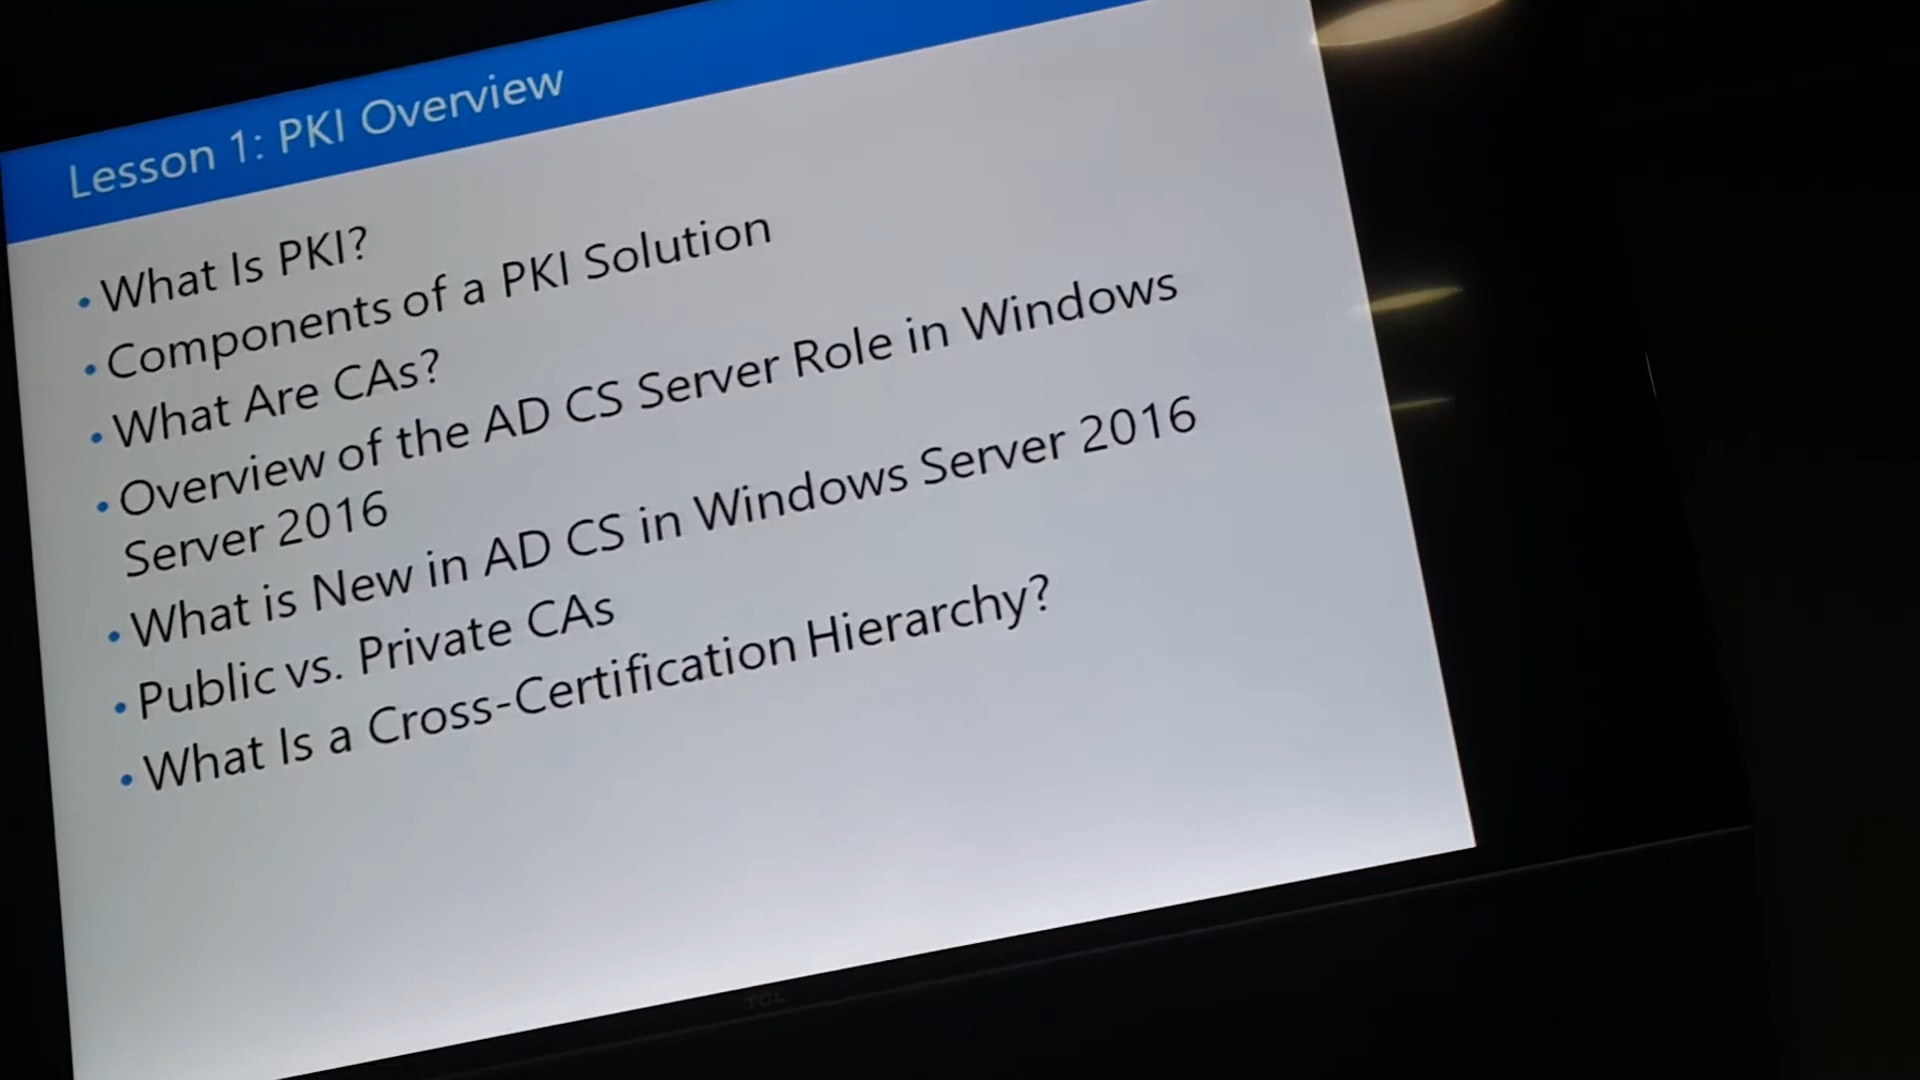 Lesson 1: PKI Overview
• What Is PKI?
• Components of a PKI Solution
• What Are CAs?
• Overview of the AD CS Server Role in Windows
Server 2016
• What is New in AD CS in Windows Server 2016
• Public vs. Private CAs
• What Is a Cross-Certification Hierarchy?
TCL